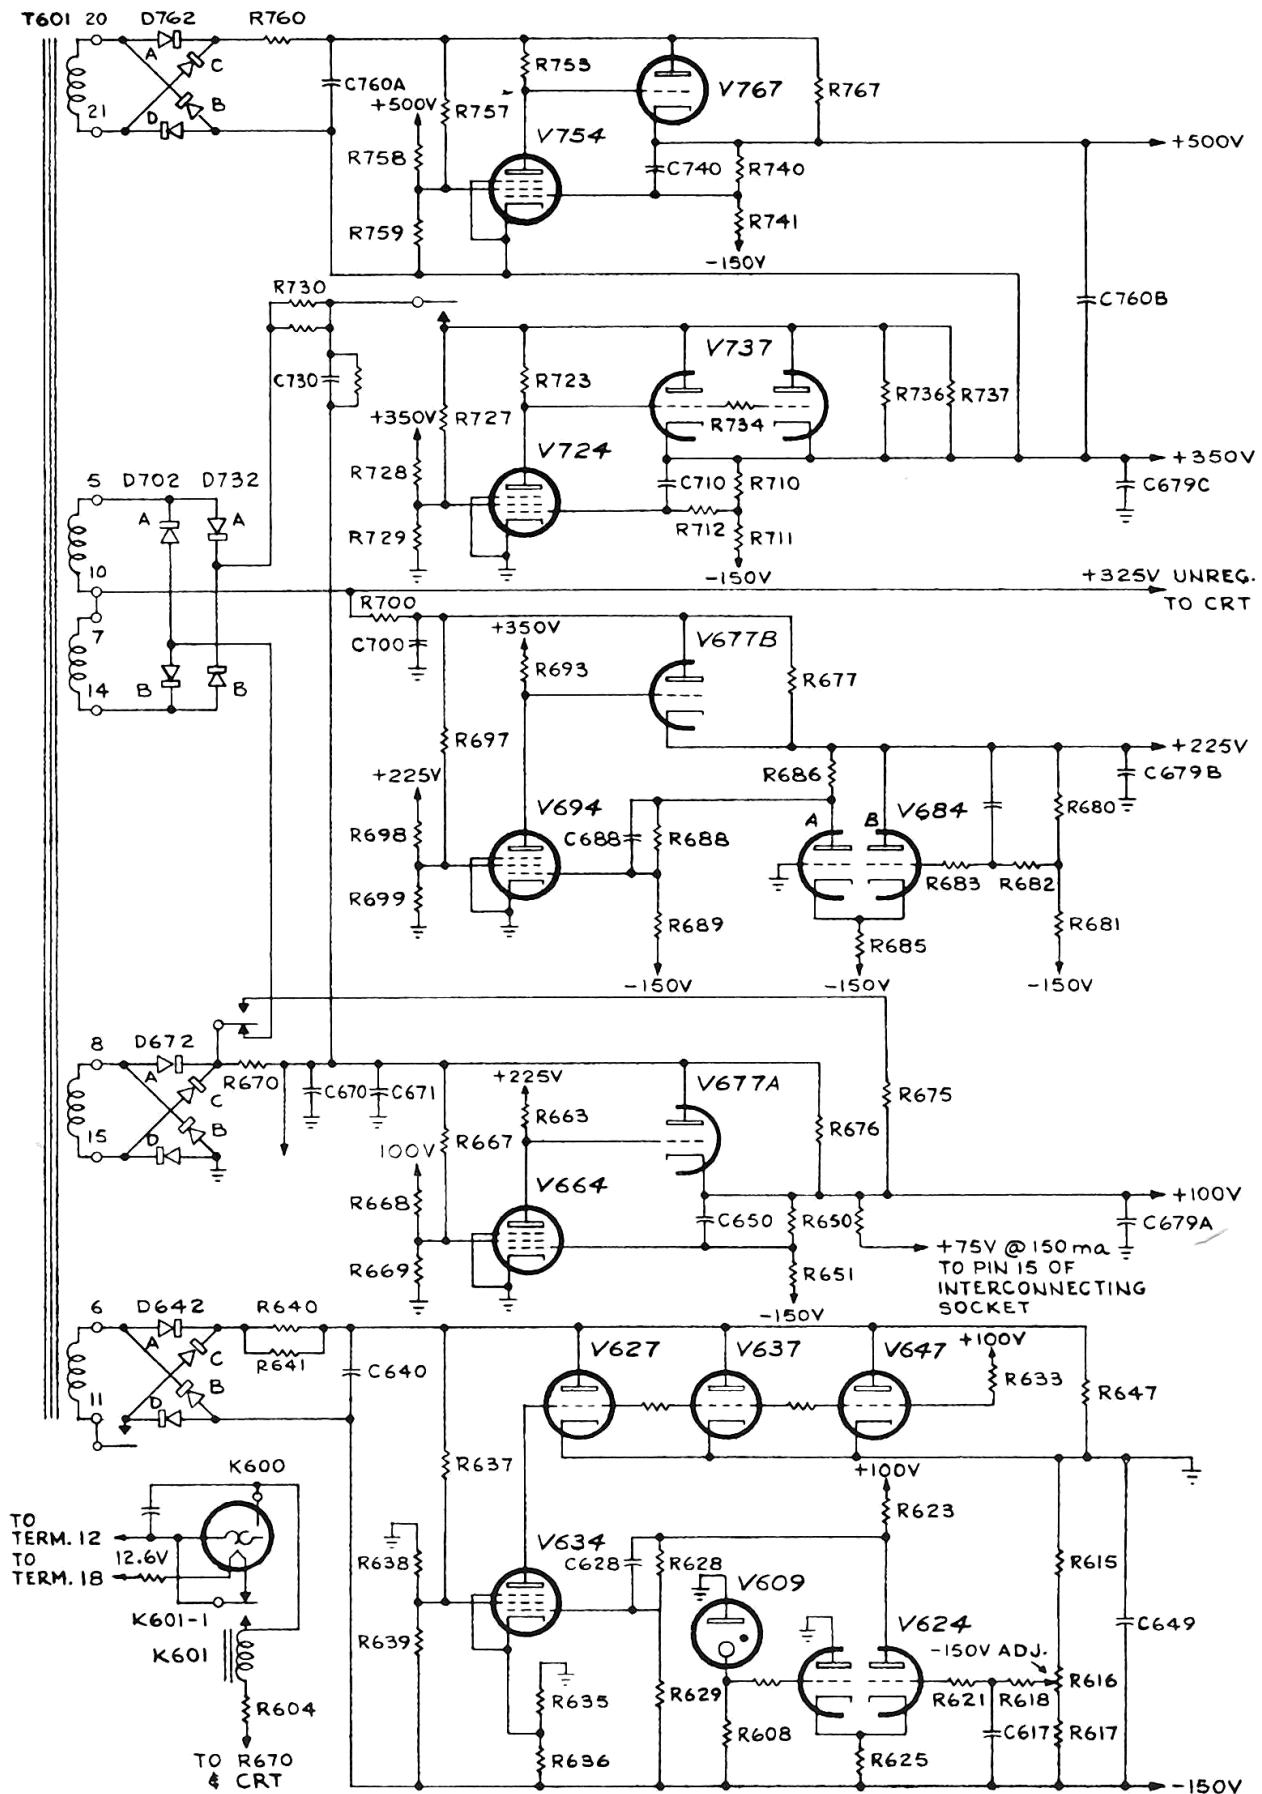 T601 20 D762 R760
A C
B
D
21
C760A
+500V
R757
R753
V767
R767
V754
R758
R759
C740
R740
R741
-150V
+500V
C760B
R730
C730
R723
V737
R734
R736
R737
+350V
R727
R728
V724
R729
C710
R710
R712
R711
-150V
+350V
C679C
5 D702 D732
A A
10
7
14 B B
+325V UNREG.
TO CRT
R700
C700
+350V
R693
V677B
R677
R697
+225V
R698
R699
V694
C688
R688
R689
-150V
R686
A B V684
R685
-150V
R683 R682
R680
R681
-150V
+225V
C679B
8 D672
A C
B
D
15
R670
C670
C671
+225V
R663
V677A
R675
R676
R667
100V
R668
R669
V664
C650
R650
R651
-150V
+100V
C679A
+75V @ 150 ma
TO PIN 15 OF
INTERCONNECTING
SOCKET
6 D642 R640
A C
R641
B
D
11
C640
V627 V637 V647
+100V
R633
R647
R637
+100V
R623
K600
TO
TERM. 12
TO
TERM. 18
12.6V
K601-1
K601
R604
TO R670
& CRT
R638
R639
V634
C628
R628
R629
R635
R636
V609
R608
V624
R625
-150V ADJ.
R621 R618
C617
R615
R616
R617
C649
-150V